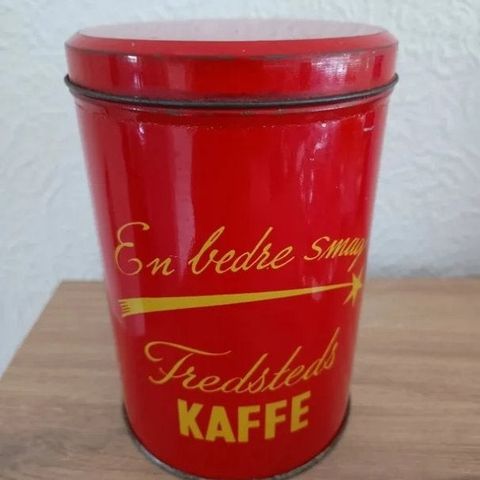 En bedre smag
Fredsteds
KAFFE